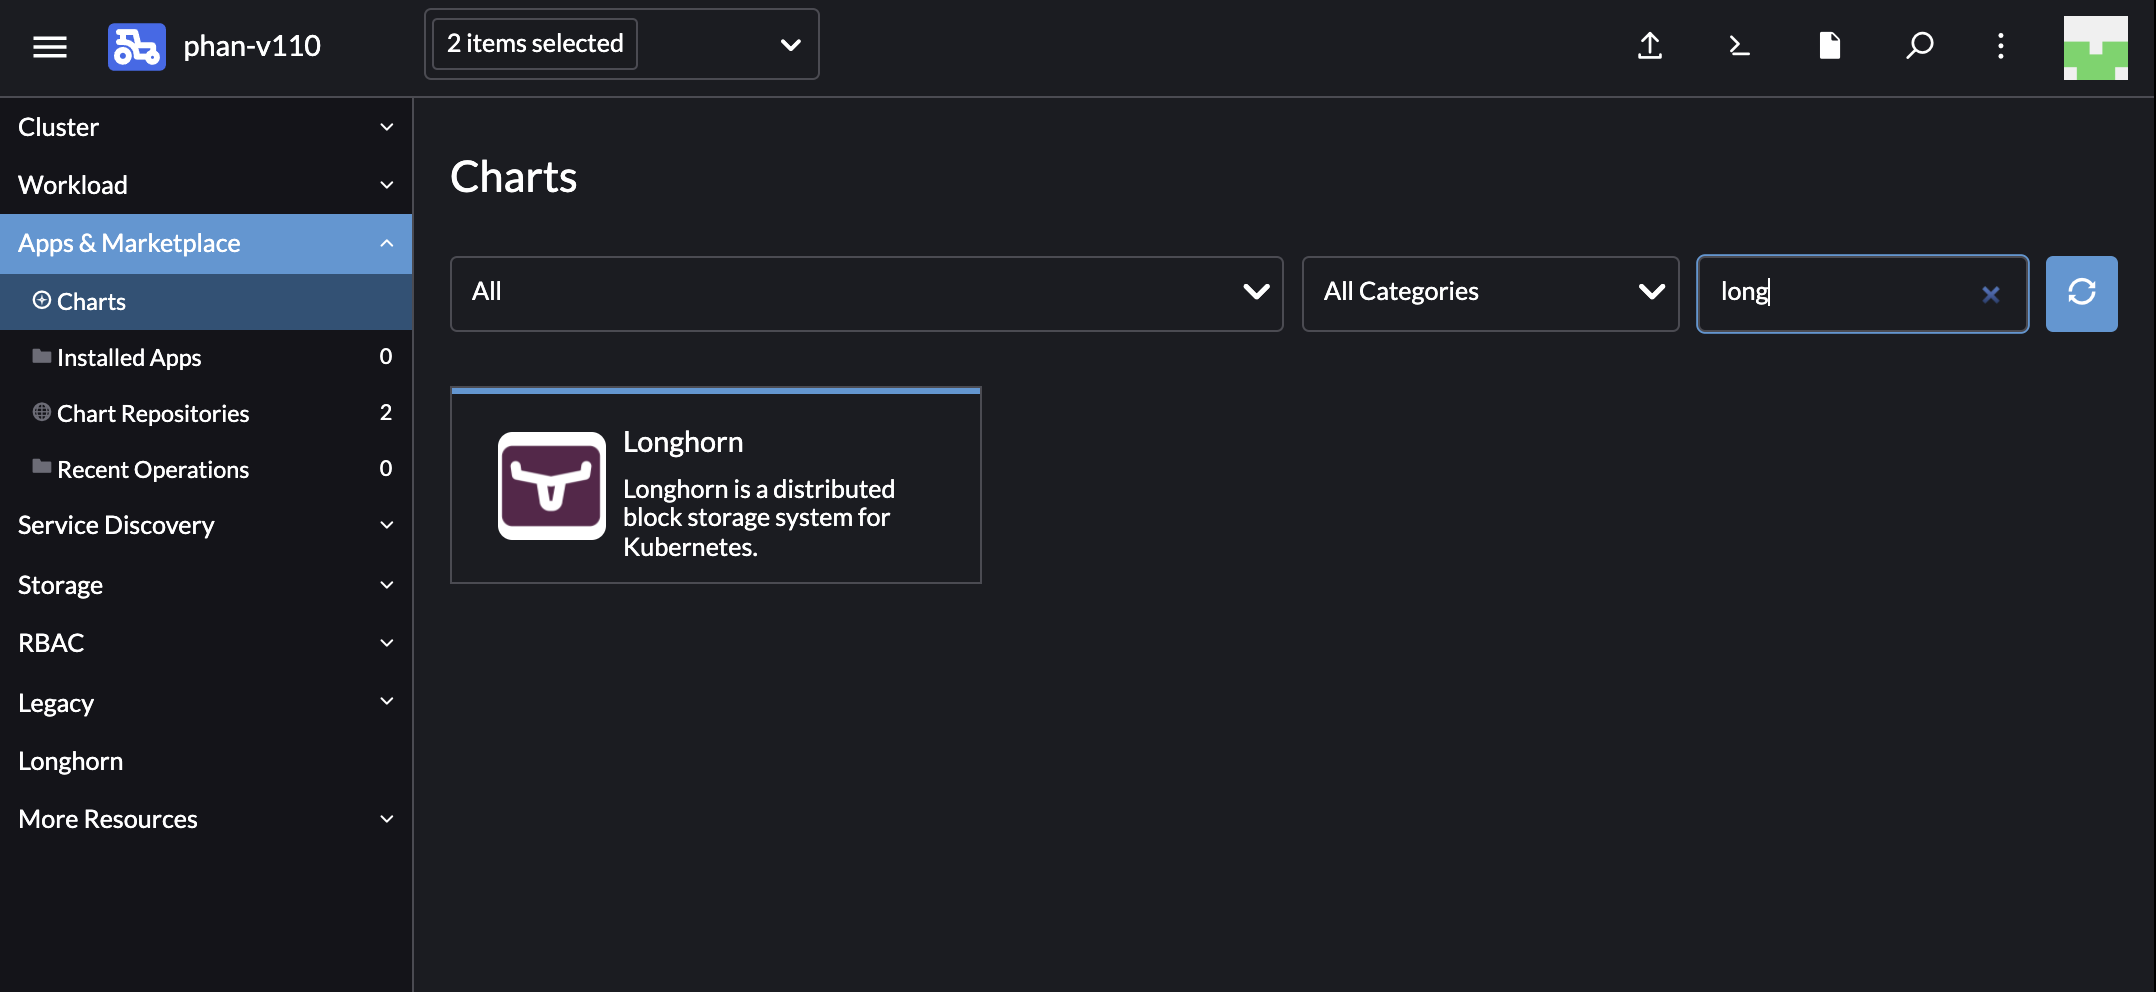 phan-v110
2 items selected
Cluster
Workload
Apps & Marketplace
Charts
Installed Apps 0
Chart Repositories 2
Recent Operations 0
Service Discovery
Storage
RBAC
Legacy
Longhorn
More Resources
Charts
All
All Categories
long
Longhorn
Longhorn is a distributed
block storage system for
Kubernetes.